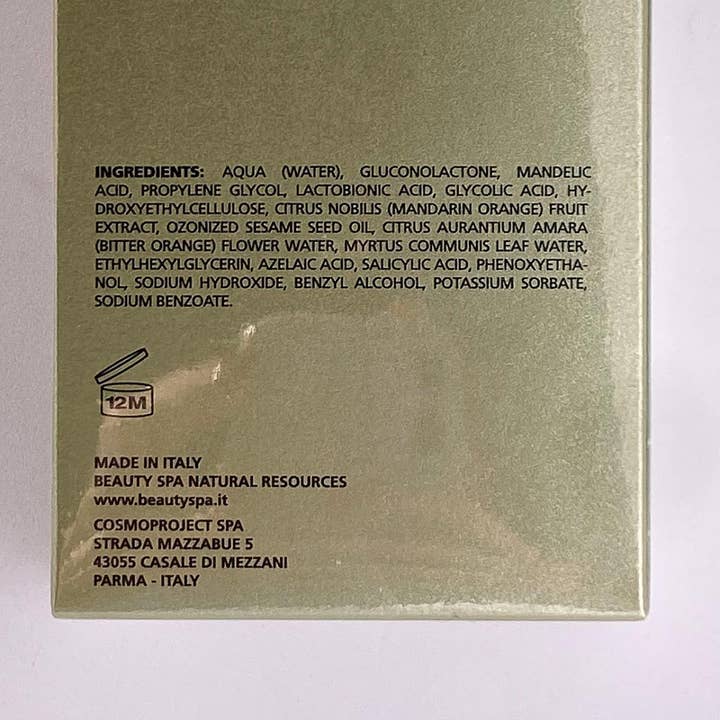 INGREDIENTS: AQUA (WATER), GLUCONOLACTONE, MANDELIC
ACID, PROPYLENE GLYCOL, LACTOBIONIC ACID, GLYCOLIC ACID, HY-
DROXYETHYLCELLULOSE, CITRUS NOBILIS (MANDARIN ORANGE) FRUIT
EXTRACT, OZONIZED SESAME SEED OIL, CITRUS AURANTIUM AMARA
(BITTER ORANGE) FLOWER WATER, MYRTUS COMMUNIS LEAF WATER,
ETHYLHEXYLGLYCERIN, AZELAIC ACID, SALICYLIC ACID, PHENOXYETHA-
NOL, SODIUM HYDROXIDE, BENZYL ALCOHOL, POTASSIUM SORBATE,
SODIUM BENZOATE.
12M
MADE IN ITALY
BEAUTY SPA NATURAL RESOURCES
www.beautyspa.it
COSMOPROJECT SPA
STRADA MAZZABUE 5
43055 CASALE DI MEZZANI
PARMA - ITALY